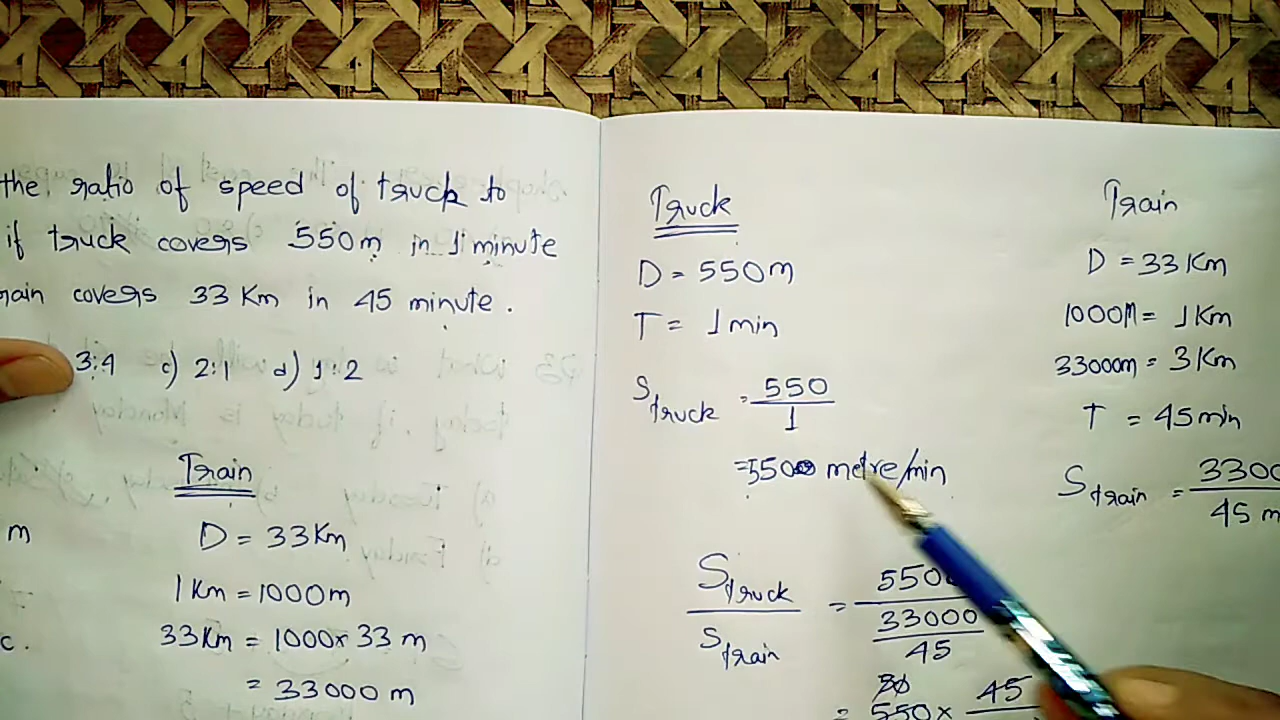 the ratio of speed of truck to
if truck covers 550m in 1 minute
rain covers 33 Km in 45 minute.
3:4 c) 2:1 d) 1:2
Train
m D = 33Km
1 Km = 1000m
c. 33Km = 1000x 33 m
= 33000 m
Truck
D = 550m
T = 1 min
S truck = 550
1
= 550 metre/min
S truck = 550
S train 33000
45
= 550 x 45
Train
D = 33 Km
1000M = 1 Km
33000m = 3 Km
T = 45 min
S train = 3300
45 m